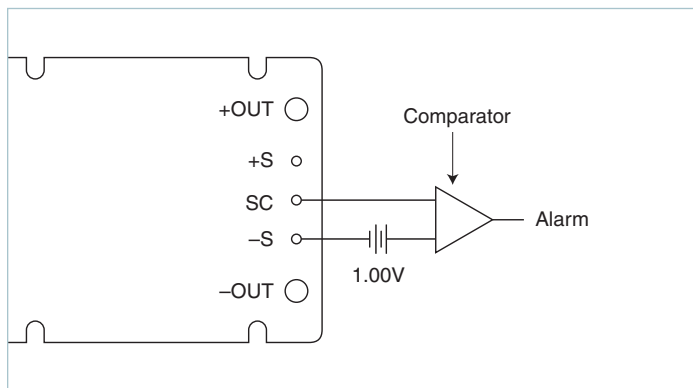 +OUT
Comparator
+S
SC
Alarm
–S
1.00V
–OUT